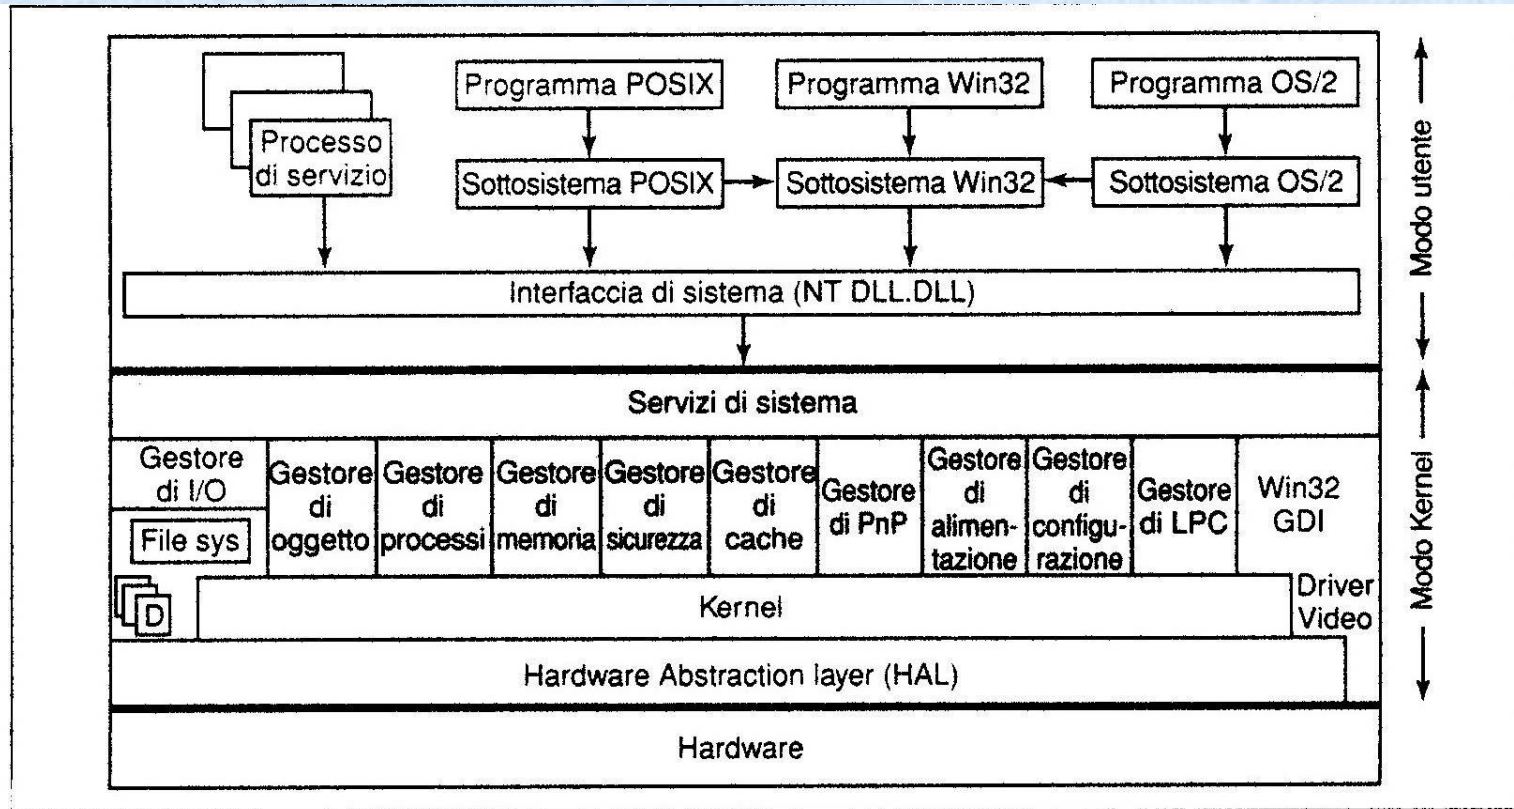 Programma POSIX
Programma Win32
Programma OS/2
Processo
di servizio
Sottosistema POSIX
Sottosistema Win32
Sottosistema OS/2
Interfaccia di sistema (NT DLL.DLL)
Modo utente
Servizi di sistema
Gestore
di I/O
File sys
D
Gestore
di
oggetto
Gestore
di
processi
Gestore
di
memoria
Gestore
di
sicurezza
Gestore
di
cache
Gestore
di PnP
Gestore
di
alimen-
tazione
Gestore
di
configu-
razione
Gestore
di LPC
Win32
GDI
Driver
Video
Kernel
Modo Kernel
Hardware Abstraction layer (HAL)
Hardware